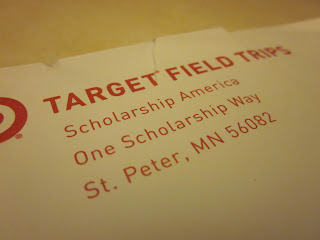 TARGET FIELD TRIPS
Scholarship America
One Scholarship Way
St. Peter, MN 56082